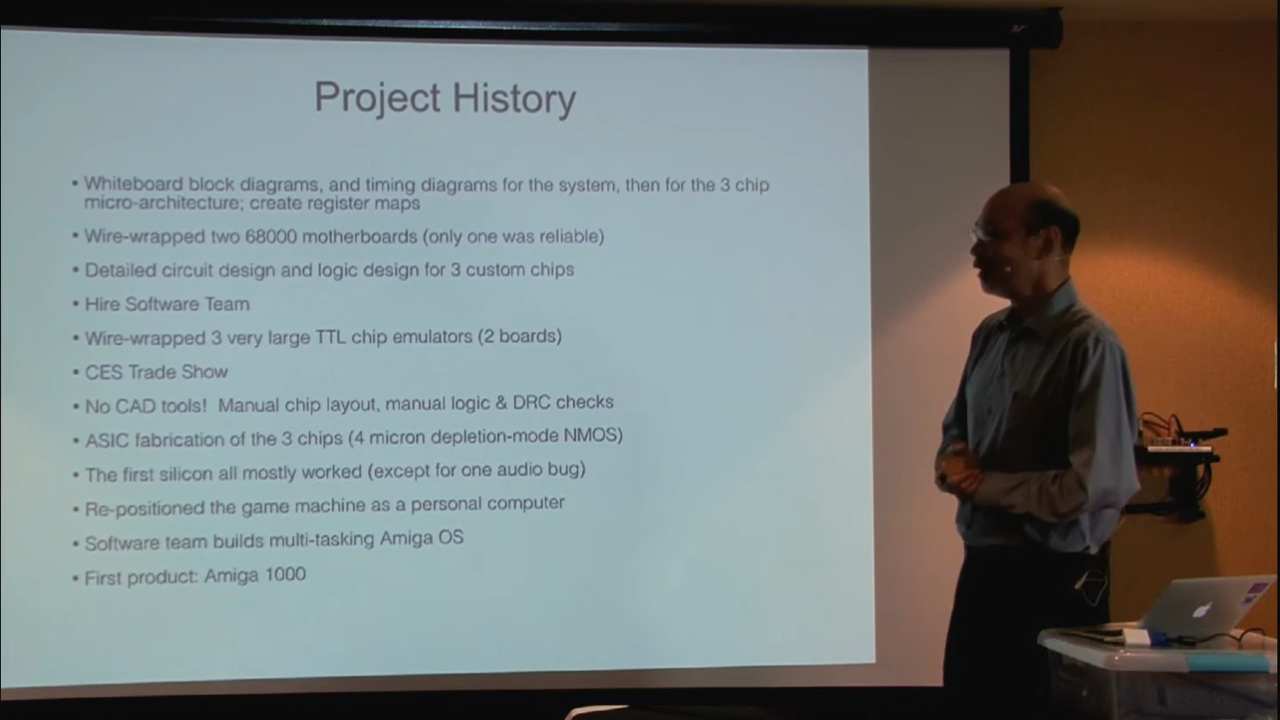 Project History
• Whiteboard block diagrams, and timing diagrams for the system, then for the 3 chip
micro-architecture; create register maps
• Wire-wrapped two 68000 motherboards (only one was reliable)
• Detailed circuit design and logic design for 3 custom chips
• Hire Software Team
• Wire-wrapped 3 very large TTL chip emulators (2 boards)
• CES Trade Show
• No CAD tools!  Manual chip layout, manual logic & DRC checks
• ASIC fabrication of the 3 chips (4 micron depletion-mode NMOS)
• The first silicon all mostly worked (except for one audio bug)
• Re-positioned the game machine as a personal computer
• Software team builds multi-tasking Amiga OS
• First product: Amiga 1000